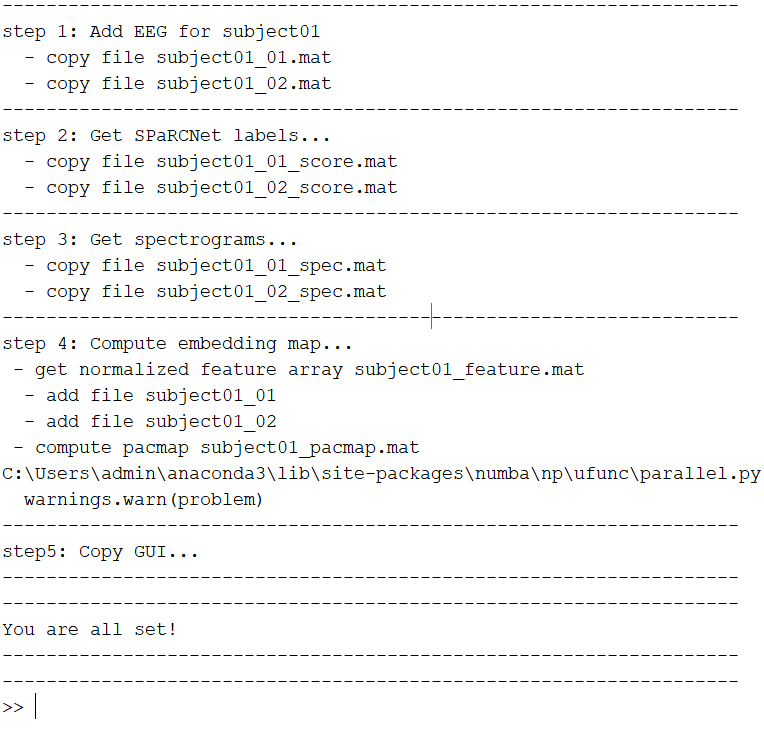 -------------------------------------------------------------------
step 1: Add EEG for subject01
  - copy file subject01_01.mat
  - copy file subject01_02.mat
-------------------------------------------------------------------
step 2: Get SPaRCNet labels...
  - copy file subject01_01_score.mat
  - copy file subject01_02_score.mat
-------------------------------------------------------------------
step 3: Get spectrograms...
  - copy file subject01_01_spec.mat
  - copy file subject01_02_spec.mat
-------------------------------------------------------------------
step 4: Compute embedding map...
 - get normalized feature array subject01_feature.mat
  - add file subject01_01
  - add file subject01_02
 - compute pacmap subject01_pacmap.mat
C:\Users\admin\anaconda3\lib\site-packages\numba\np\ufunc\parallel.py
  warnings.warn(problem)
-------------------------------------------------------------------
step5: Copy GUI...
-------------------------------------------------------------------
-------------------------------------------------------------------
You are all set!
-------------------------------------------------------------------
-------------------------------------------------------------------
>>